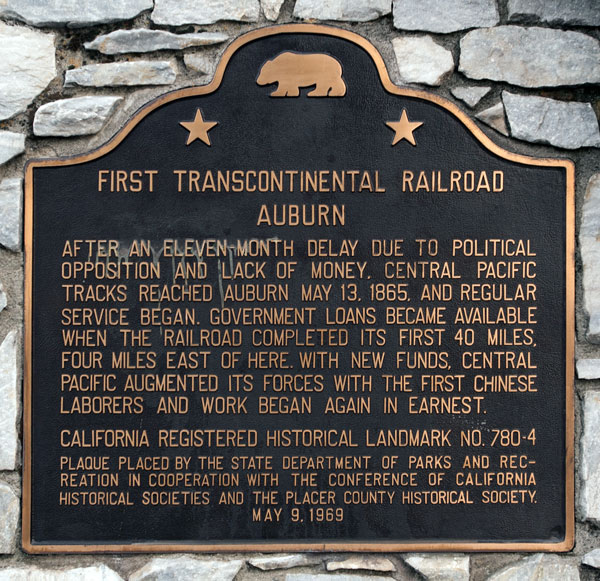 FIRST TRANSCONTINENTAL RAILROAD
AUBURN
AFTER AN ELEVEN-MONTH DELAY DUE TO POLITICAL
OPPOSITION AND LACK OF MONEY, CENTRAL PACIFIC
TRACKS REACHED AUBURN MAY 13, 1865, AND REGULAR
SERVICE BEGAN. GOVERNMENT LOANS BECAME AVAILABLE
WHEN THE RAILROAD COMPLETED ITS FIRST 40 MILES,
FOUR MILES EAST OF HERE. WITH NEW FUNDS, CENTRAL
PACIFIC AUGMENTED ITS FORCES WITH THE FIRST CHINESE
LABORERS AND WORK BEGAN AGAIN IN EARNEST.
CALIFORNIA REGISTERED HISTORICAL LANDMARK NO. 780-4
PLAQUE PLACED BY THE STATE DEPARTMENT OF PARKS AND REC-
REATION IN COOPERATION WITH THE CONFERENCE OF CALIFORNIA
HISTORICAL SOCIETIES AND THE PLACER COUNTY HISTORICAL SOCIETY.
MAY 9, 1969